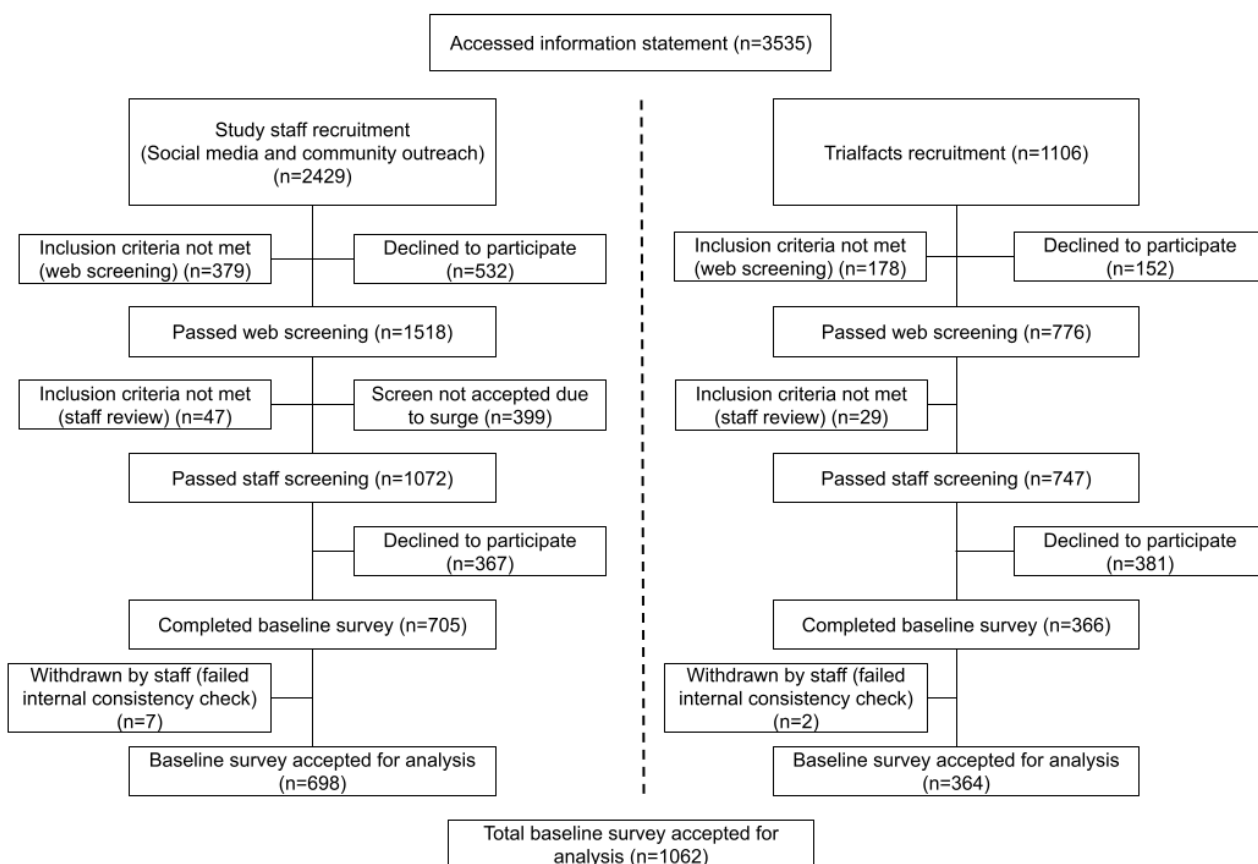 Accessed information statement (n=3535)
Study staff recruitment
(Social media and community outreach)
(n=2429)
Trialfacts recruitment (n=1106)
Inclusion criteria not met
(web screening) (n=379)
Declined to participate
(n=532)
Inclusion criteria not met
(web screening) (n=178)
Declined to participate
(n=152)
Passed web screening (n=1518)
Passed web screening (n=776)
Inclusion criteria not met
(staff review) (n=47)
Screen not accepted due
to surge (n=399)
Inclusion criteria not met
(staff review) (n=29)
Passed staff screening (n=1072)
Passed staff screening (n=747)
Declined to participate
(n=367)
Declined to participate
(n=381)
Completed baseline survey (n=705)
Completed baseline survey (n=366)
Withdrawn by staff (failed
internal consistency check)
(n=7)
Withdrawn by staff (failed
internal consistency check)
(n=2)
Baseline survey accepted for analysis
(n=698)
Baseline survey accepted for analysis
(n=364)
Total baseline survey accepted for
analysis (n=1062)